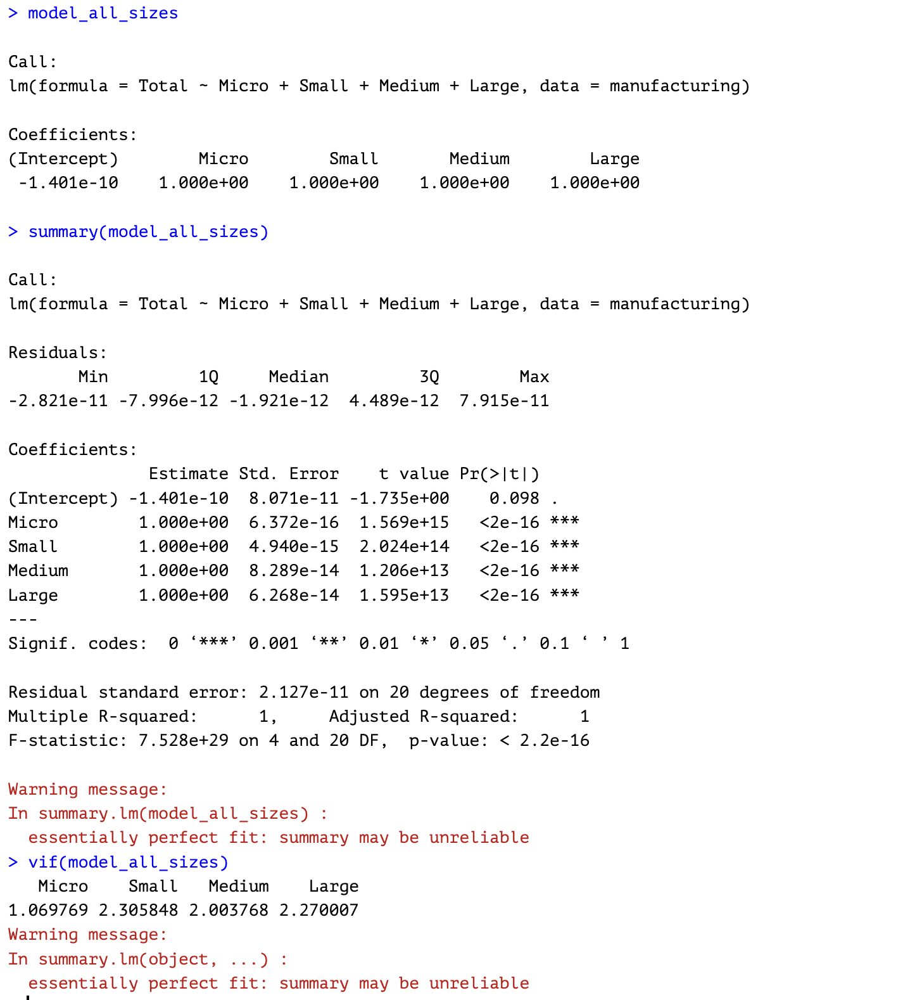 > model_all_sizes

Call:
lm(formula = Total ~ Micro + Small + Medium + Large, data = manufacturing)

Coefficients:
(Intercept)        Micro        Small       Medium        Large
 -1.401e-10    1.000e+00    1.000e+00    1.000e+00    1.000e+00

> summary(model_all_sizes)

Call:
lm(formula = Total ~ Micro + Small + Medium + Large, data = manufacturing)

Residuals:
       Min         1Q     Median         3Q        Max
-2.821e-11 -7.996e-12 -1.921e-12  4.489e-12  7.915e-11

Coefficients:
              Estimate Std. Error    t value Pr(>|t|)
(Intercept) -1.401e-10  8.071e-11 -1.735e+00    0.098 .
Micro        1.000e+00  6.372e-16  1.569e+15   <2e-16 ***
Small        1.000e+00  4.940e-15  2.024e+14   <2e-16 ***
Medium       1.000e+00  8.289e-14  1.206e+13   <2e-16 ***
Large        1.000e+00  6.268e-14  1.595e+13   <2e-16 ***
---
Signif. codes:  0 ‘***’ 0.001 ‘**’ 0.01 ‘*’ 0.05 ‘.’ 0.1 ‘ ’ 1

Residual standard error: 2.127e-11 on 20 degrees of freedom
Multiple R-squared:      1,     Adjusted R-squared:      1
F-statistic: 7.528e+29 on 4 and 20 DF,  p-value: < 2.2e-16

Warning message:
In summary.lm(model_all_sizes) :
  essentially perfect fit: summary may be unreliable
> vif(model_all_sizes)
   Micro    Small   Medium    Large
1.069769 2.305848 2.003768 2.270007
Warning message:
In summary.lm(object, ...) :
  essentially perfect fit: summary may be unreliable